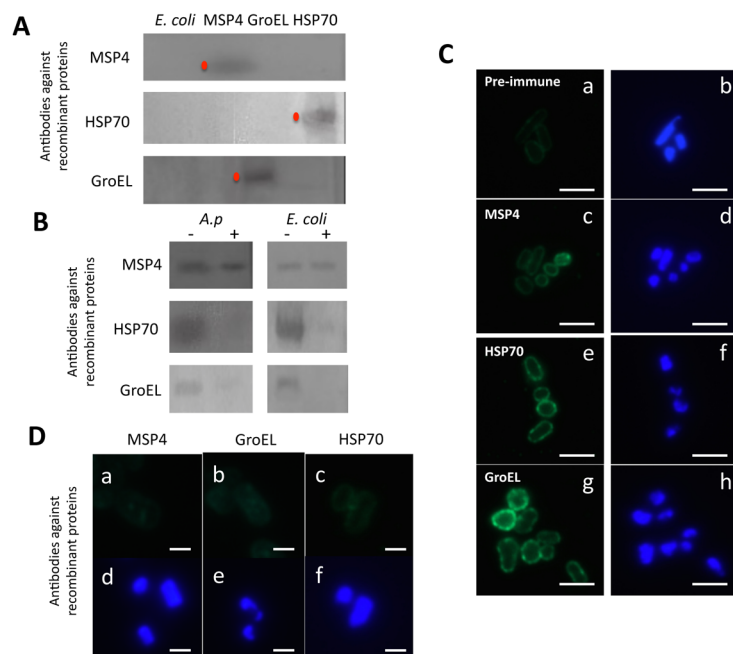 A
E. coli MSP4 GroEL HSP70
Antibodies against
recombinant proteins
MSP4
HSP70
GroEL
B
A.p E. coli
- + - +
Antibodies against
recombinant proteins
MSP4
HSP70
GroEL
C
Pre-immune
a b
MSP4
c d
HSP70
e f
GroEL
g h
D
MSP4 GroEL HSP70
Antibodies against
recombinant proteins
a b c
d e f